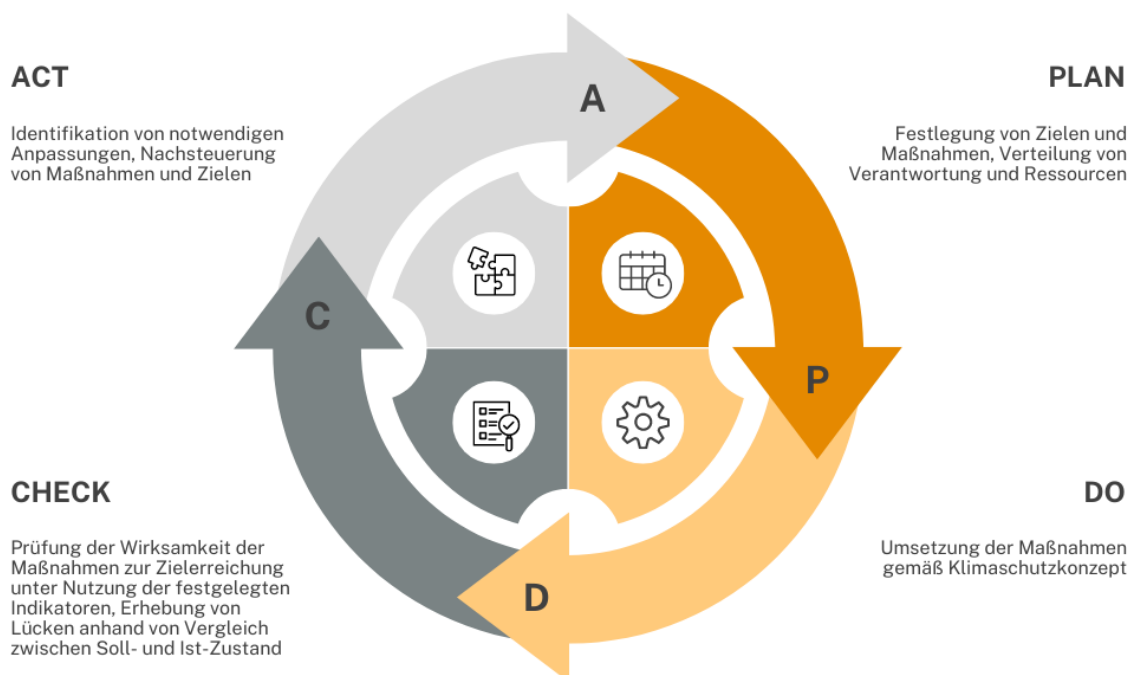 ACT
Identifikation von notwendigen
Anpassungen, Nachsteuerung
von Maßnahmen und Zielen
A
PLAN
Festlegung von Zielen und
Maßnahmen, Verteilung von
Verantwortung und Ressourcen
C
P
CHECK
Prüfung der Wirksamkeit der
Maßnahmen zur Zielerreichung
unter Nutzung der festgelegten
Indikatoren, Erhebung von
Lücken anhand von Vergleich
zwischen Soll- und Ist-Zustand
D
DO
Umsetzung der Maßnahmen
gemäß Klimaschutzkonzept